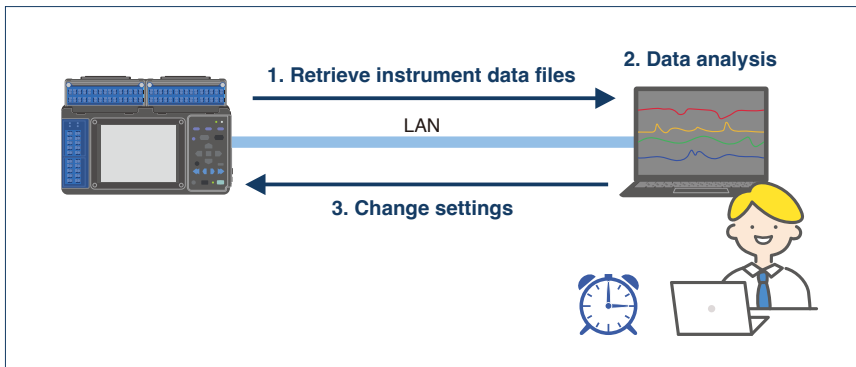 1. Retrieve instrument data files
2. Data analysis
LAN
3. Change settings